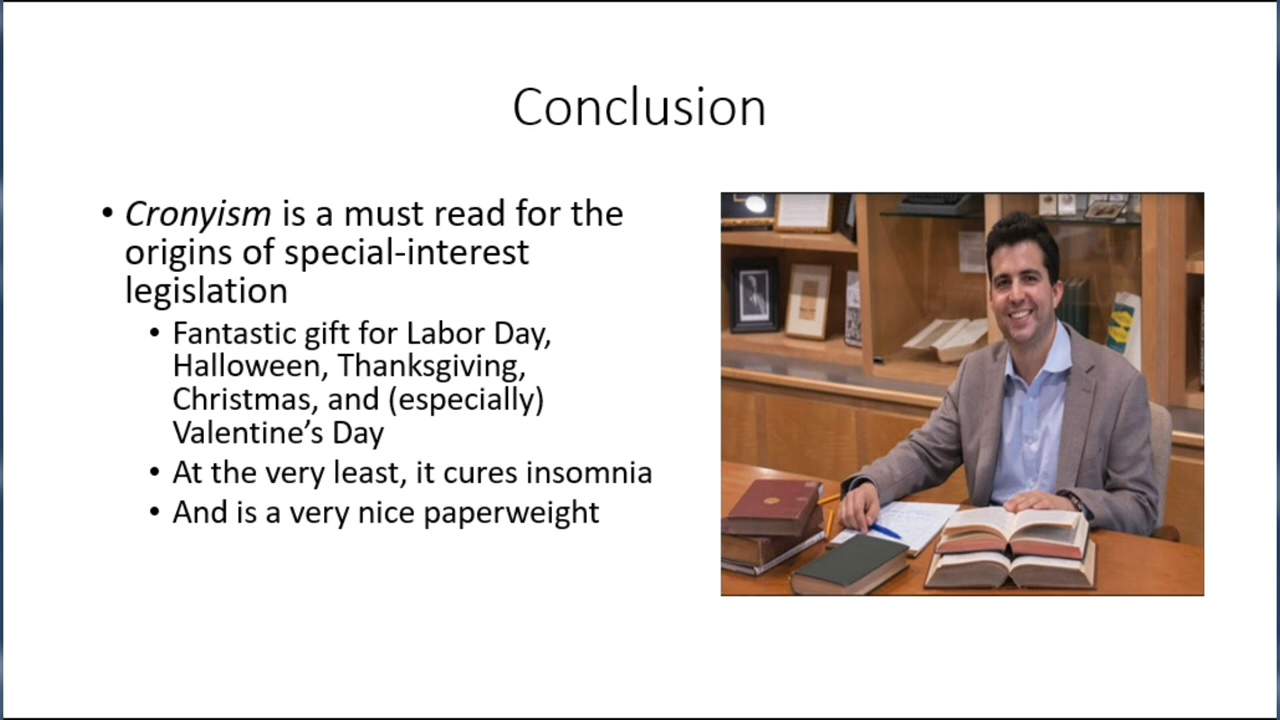 Conclusion
• Cronyism is a must read for the
origins of special-interest
legislation
• Fantastic gift for Labor Day,
Halloween, Thanksgiving,
Christmas, and (especially)
Valentine’s Day
• At the very least, it cures insomnia
• And is a very nice paperweight